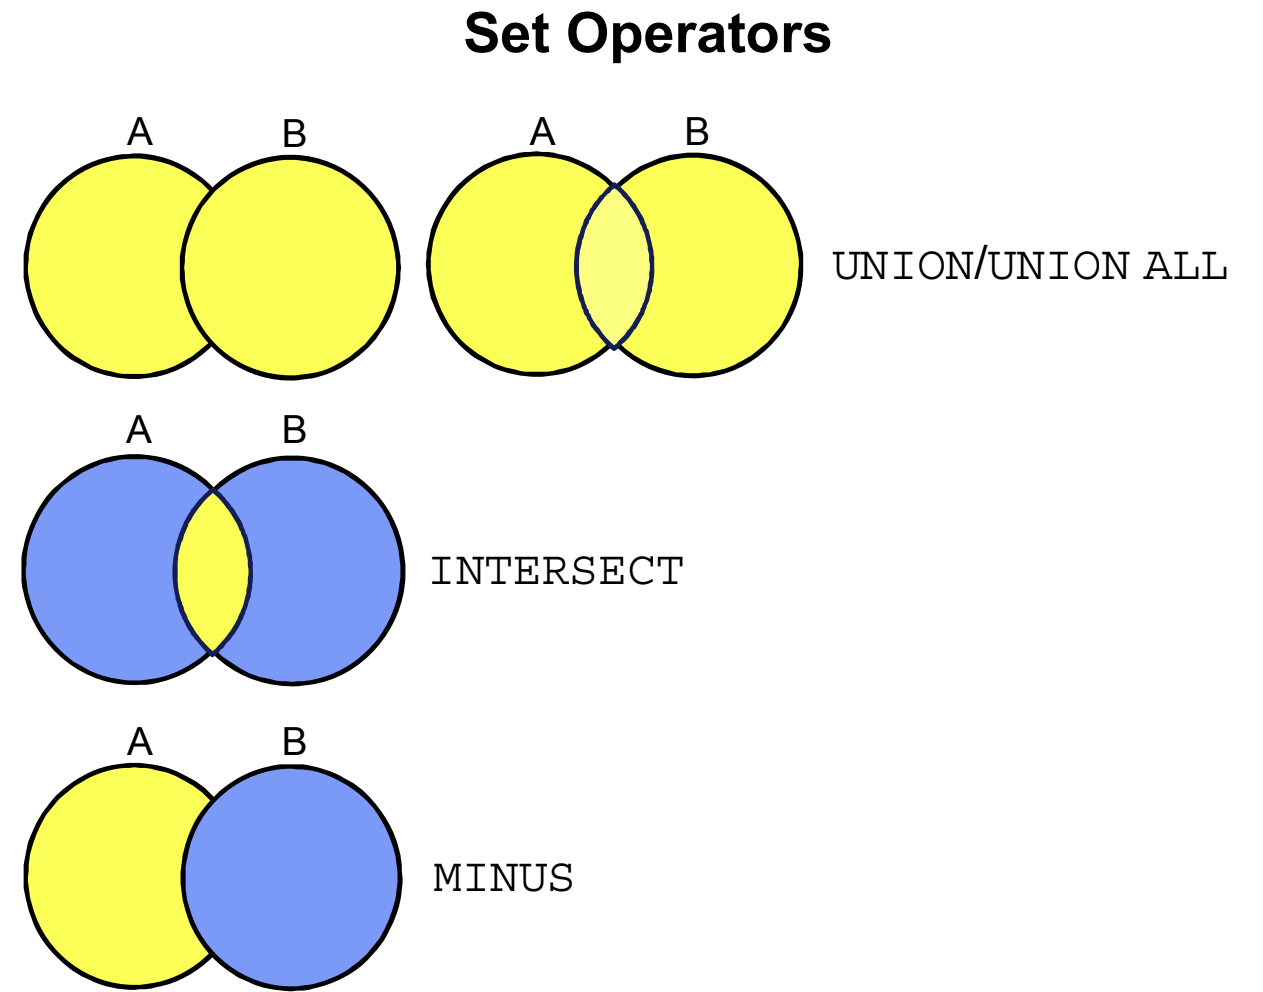 Set Operators
A B A B
UNION/UNION ALL
A B
INTERSECT
A B
MINUS